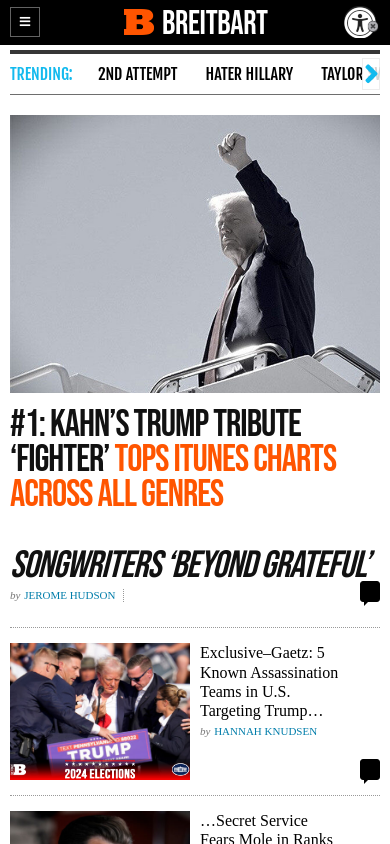 BREITBART
TRENDING: 2ND ATTEMPT HATER HILLARY TAYLOR
#1: KAHN’S TRUMP TRIBUTE
‘FIGHTER’ TOPS ITUNES CHARTS
ACROSS ALL GENRES
SONGWRITERS ‘BEYOND GRATEFUL’
by JEROME HUDSON
Exclusive–Gaetz: 5
Known Assassination
Teams in U.S.
Targeting Trump…
by HANNAH KNUDSEN
TRUMP
2024 ELECTIONS
…Secret Service
Fears Mole in Ranks